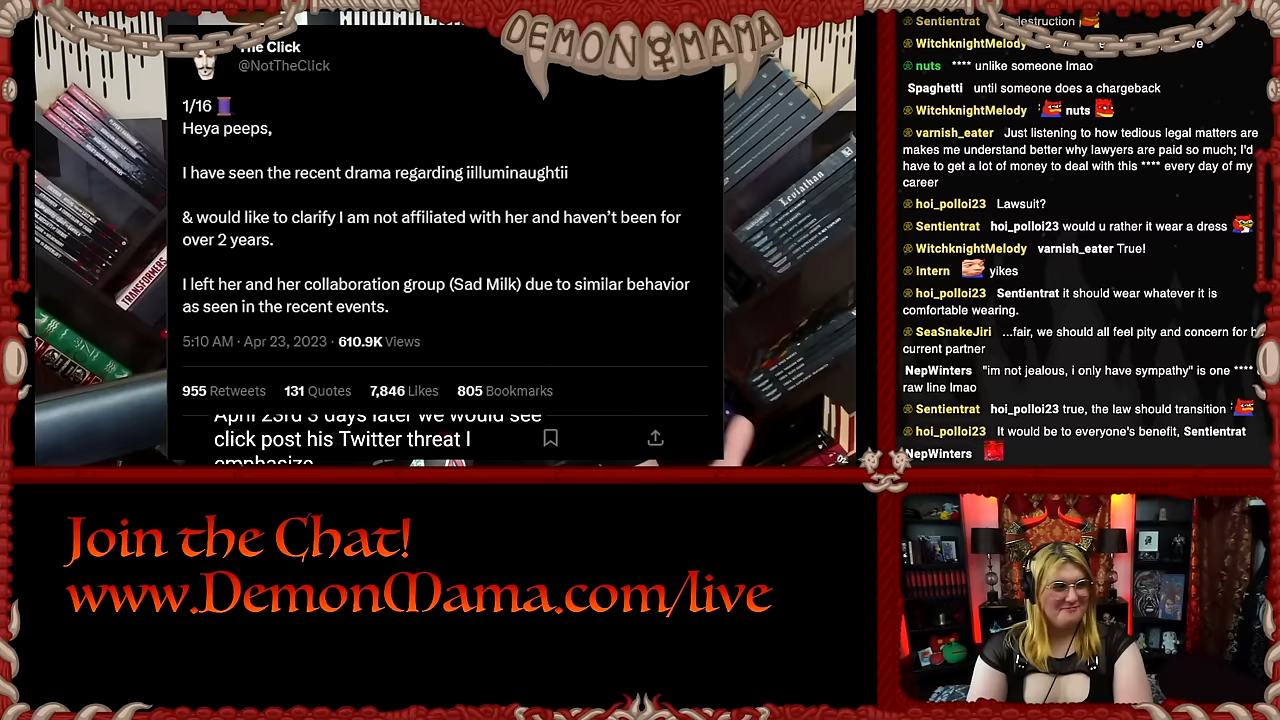 DEMON MAMA
The Click
@NotTheClick
1/16
Heya peeps,
I have seen the recent drama regarding iilluminaughtii
& would like to clarify I am not affiliated with her and haven't been for
over 2 years.
I left her and her collaboration group (Sad Milk) due to similar behavior
as seen in the recent events.
5:10 AM · Apr 23, 2023 · 610.9K Views
955 Retweets 131 Quotes 7,846 Likes 805 Bookmarks
April 23rd 3 days later we would see
click post his Twitter threat I
emphasize
TRANSFORMERS
Leviathan
Sentientrat destruction
WitchknightMelody
nuts **** unlike someone lmao
Spaghetti until someone does a chargeback
WitchknightMelody nuts
varnish_eater Just listening to how tedious legal matters are
makes me understand better why lawyers are paid so much; I'd
have to get a lot of money to deal with this **** every day of my
career
hoi_polloi23 Lawsuit?
Sentientrat hoi_polloi23 would u rather it wear a dress
WitchknightMelody varnish_eater True!
Intern yikes
hoi_polloi23 Sentientrat it should wear whatever it is
comfortable wearing.
SeaSnakeJiri ...fair, we should all feel pity and concern for
current partner
NepWinters "im not jealous, i only have sympathy" is one ****
raw line lmao
Sentientrat hoi_polloi23 true, the law should transition
hoi_polloi23 It would be to everyone's benefit, Sentientrat
NepWinters
Join the Chat!
www.DemonMama.com/live